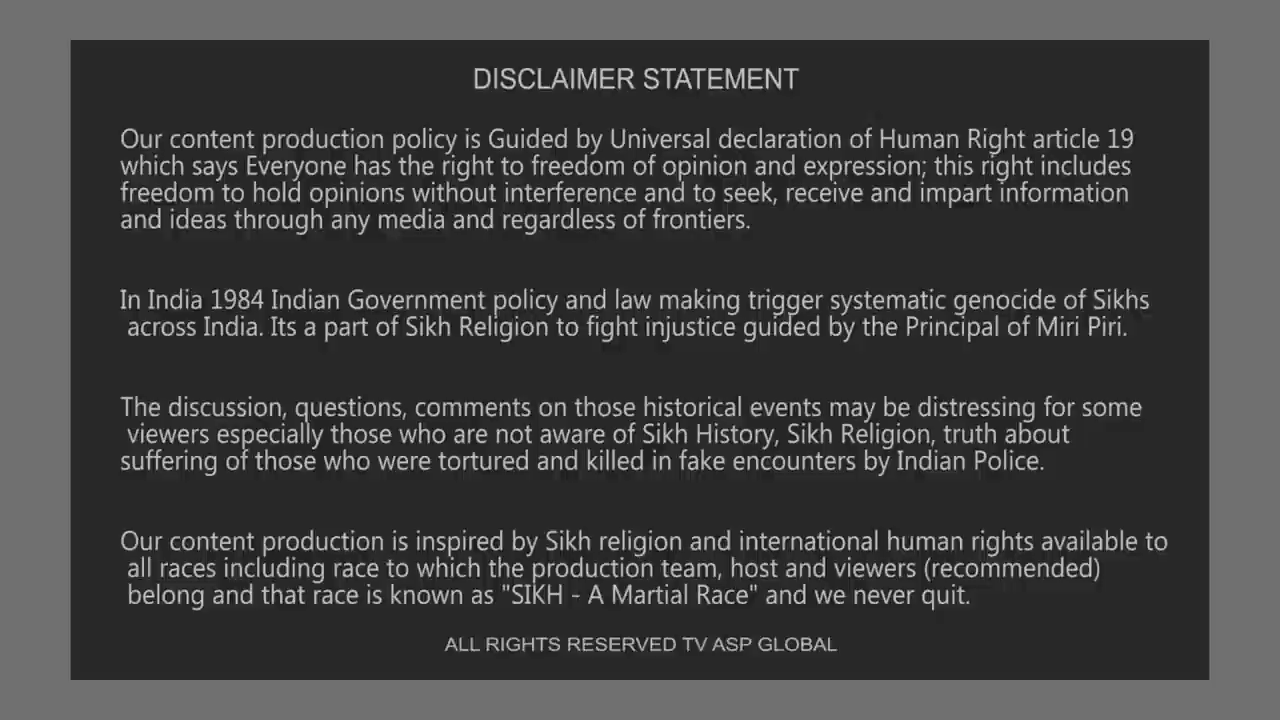 DISCLAIMER STATEMENT
Our content production policy is Guided by Universal declaration of Human Right article 19
which says Everyone has the right to freedom of opinion and expression; this right includes
freedom to hold opinions without interference and to seek, receive and impart information
and ideas through any media and regardless of frontiers.
In India 1984 Indian Government policy and law making trigger systematic genocide of Sikhs
across India. Its a part of Sikh Religion to fight injustice guided by the Principal of Miri Piri.
The discussion, questions, comments on those historical events may be distressing for some
viewers especially those who are not aware of Sikh History, Sikh Religion, truth about
suffering of those who were tortured and killed in fake encounters by Indian Police.
Our content production is inspired by Sikh religion and international human rights available to
all races including race to which the production team, host and viewers (recommended)
belong and that race is known as "SIKH - A Martial Race" and we never quit.
ALL RIGHTS RESERVED TV ASP GLOBAL